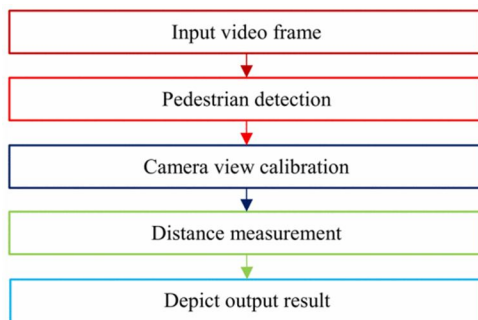 Input video frame
Pedestrian detection
Camera view calibration
Distance measurement
Depict output result